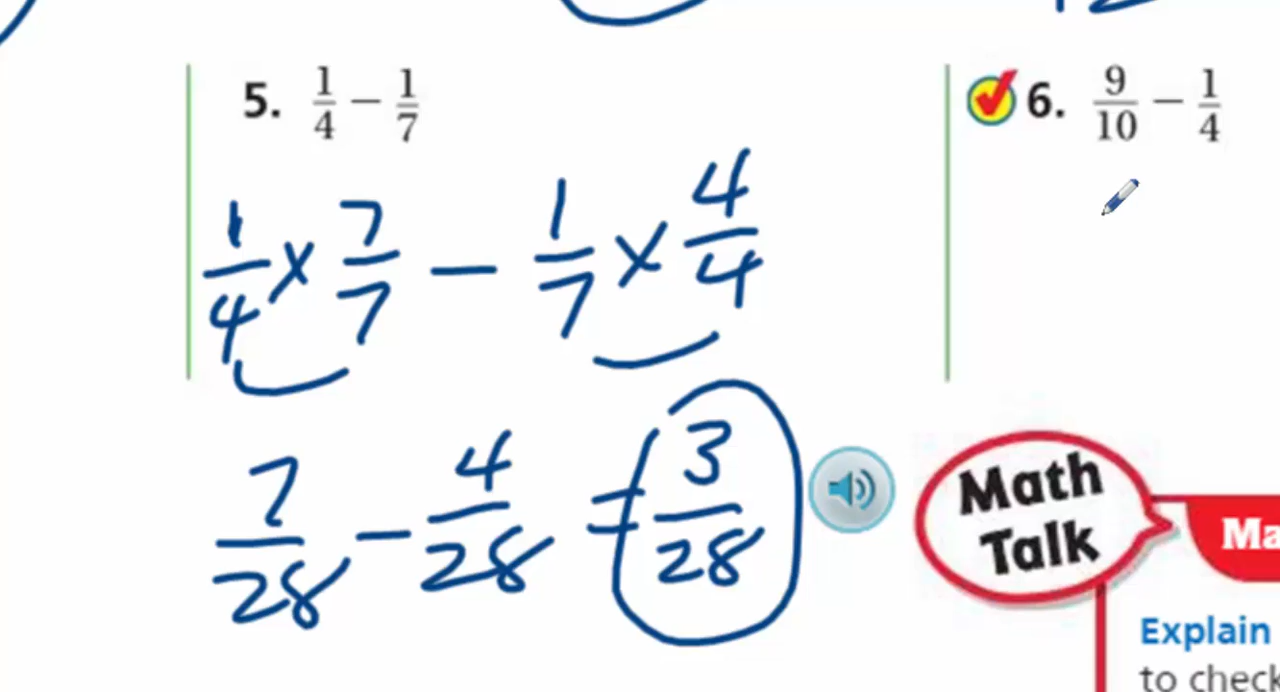 5. 1/4 − 1/7
1/4 × 7/7 − 1/7 × 4/4
7/28 − 4/28 = 3/28
6. 9/10 − 1/4
Math
Talk
Ma
Explain
to check